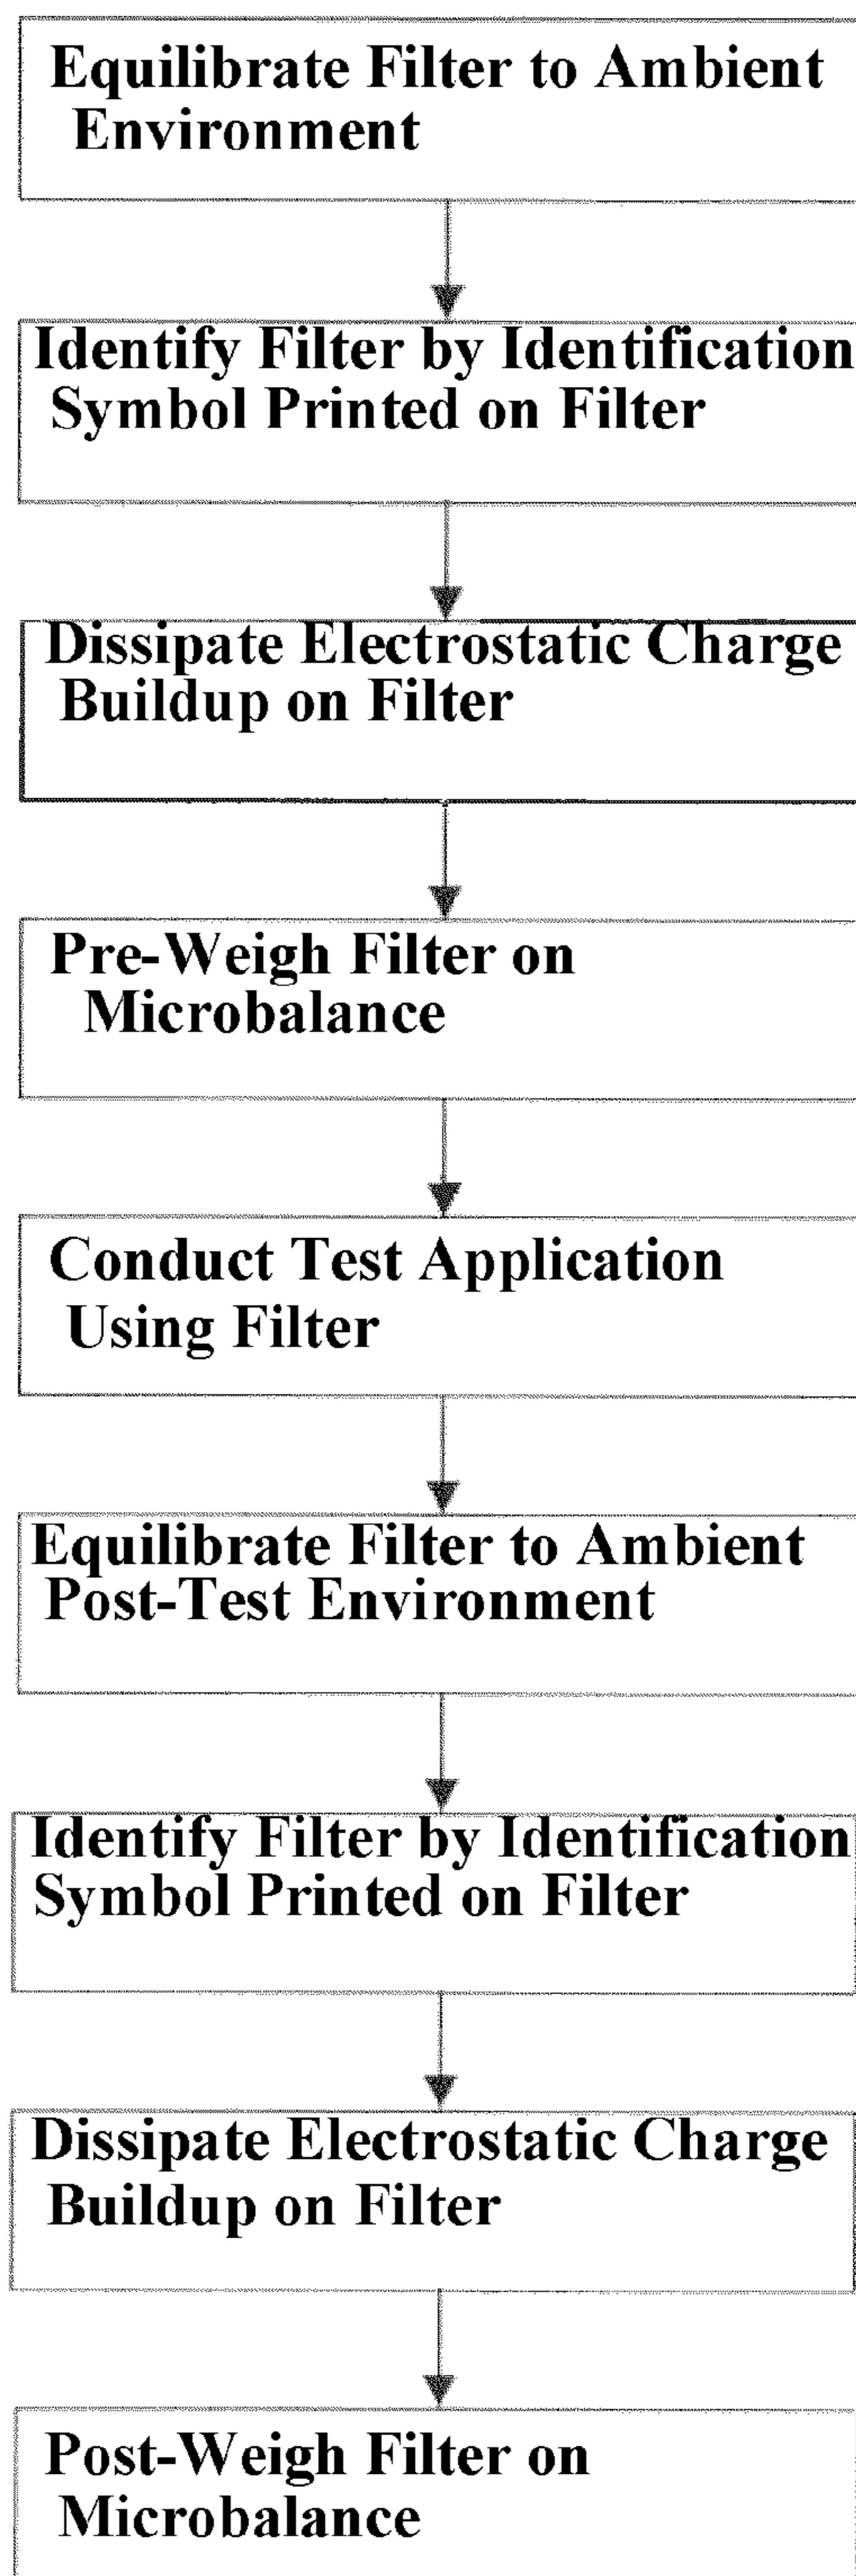 Equilibrate Filter to Ambient
Environment
Identify Filter by Identification
Symbol Printed on Filter
Dissipate Electrostatic Charge
Buildup on Filter
Pre-Weigh Filter on
Microbalance
Conduct Test Application
Using Filter
Equilibrate Filter to Ambient
Post-Test Environment
Identify Filter by Identification
Symbol Printed on Filter
Dissipate Electrostatic Charge
Buildup on Filter
Post-Weigh Filter on
Microbalance